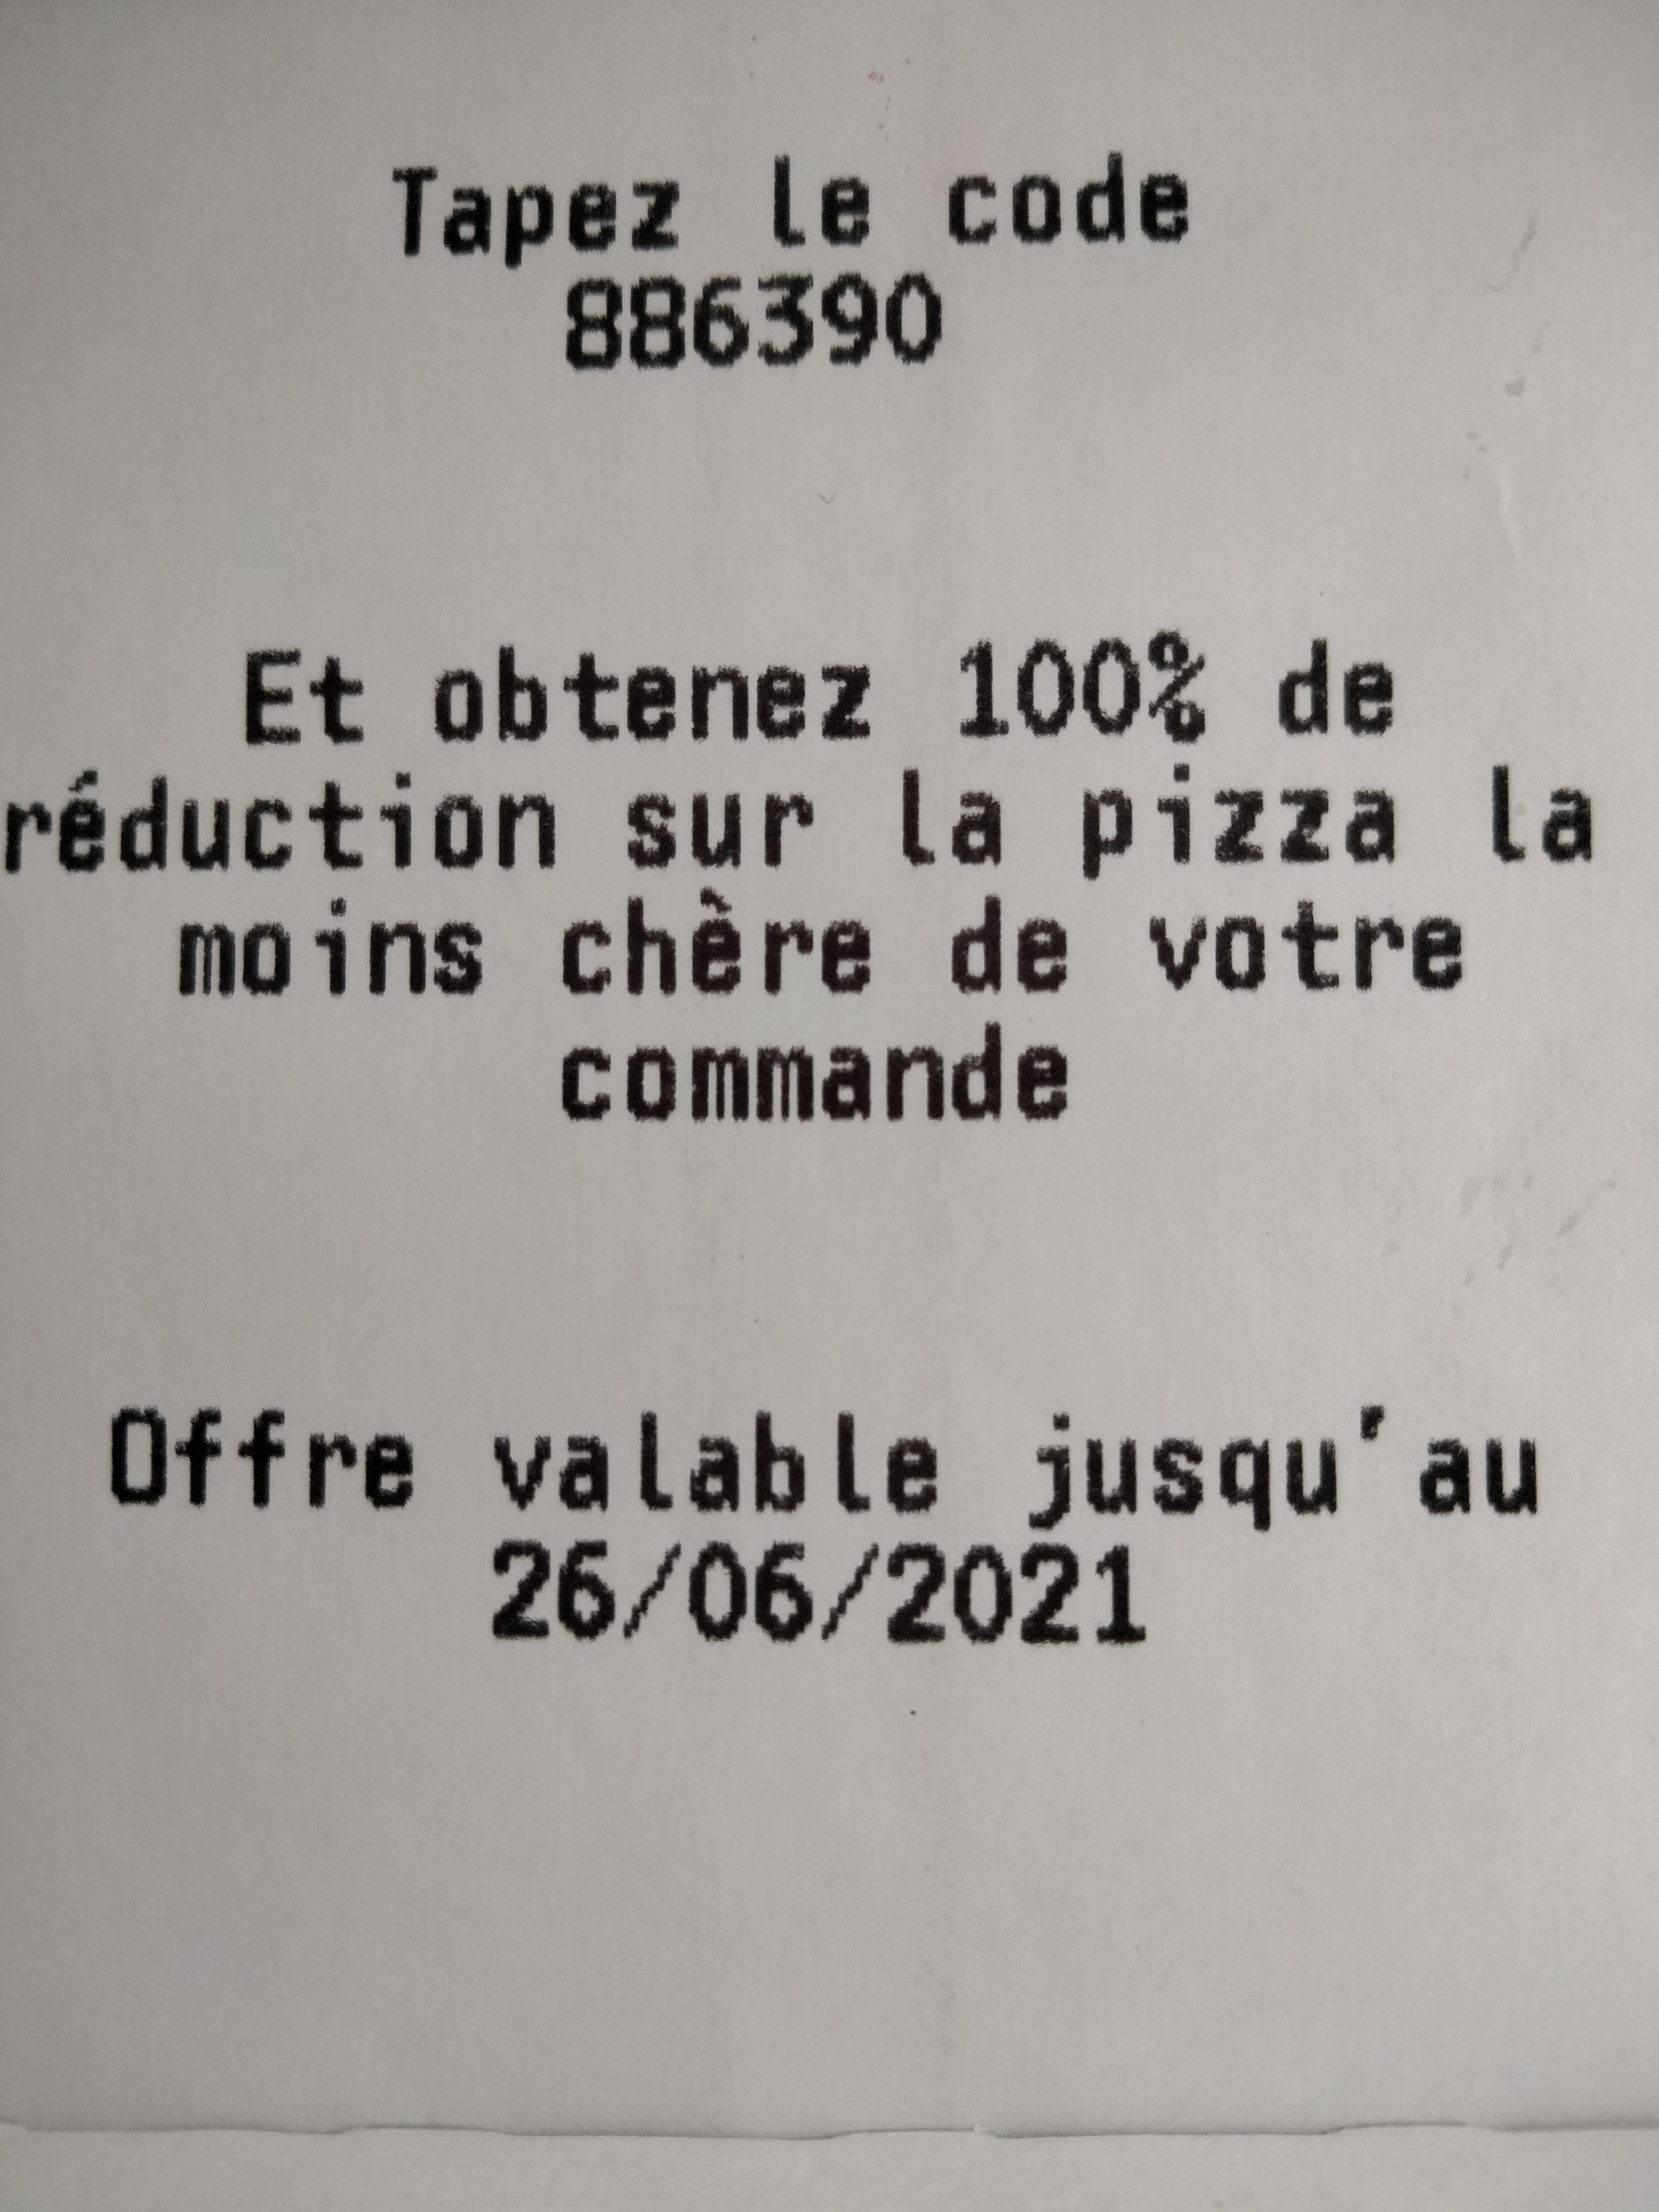 Tapez le code
886390
Et obtenez 100% de
réduction sur la pizza la
moins chère de votre
commande
Offre valable jusqu'au
26/06/2021